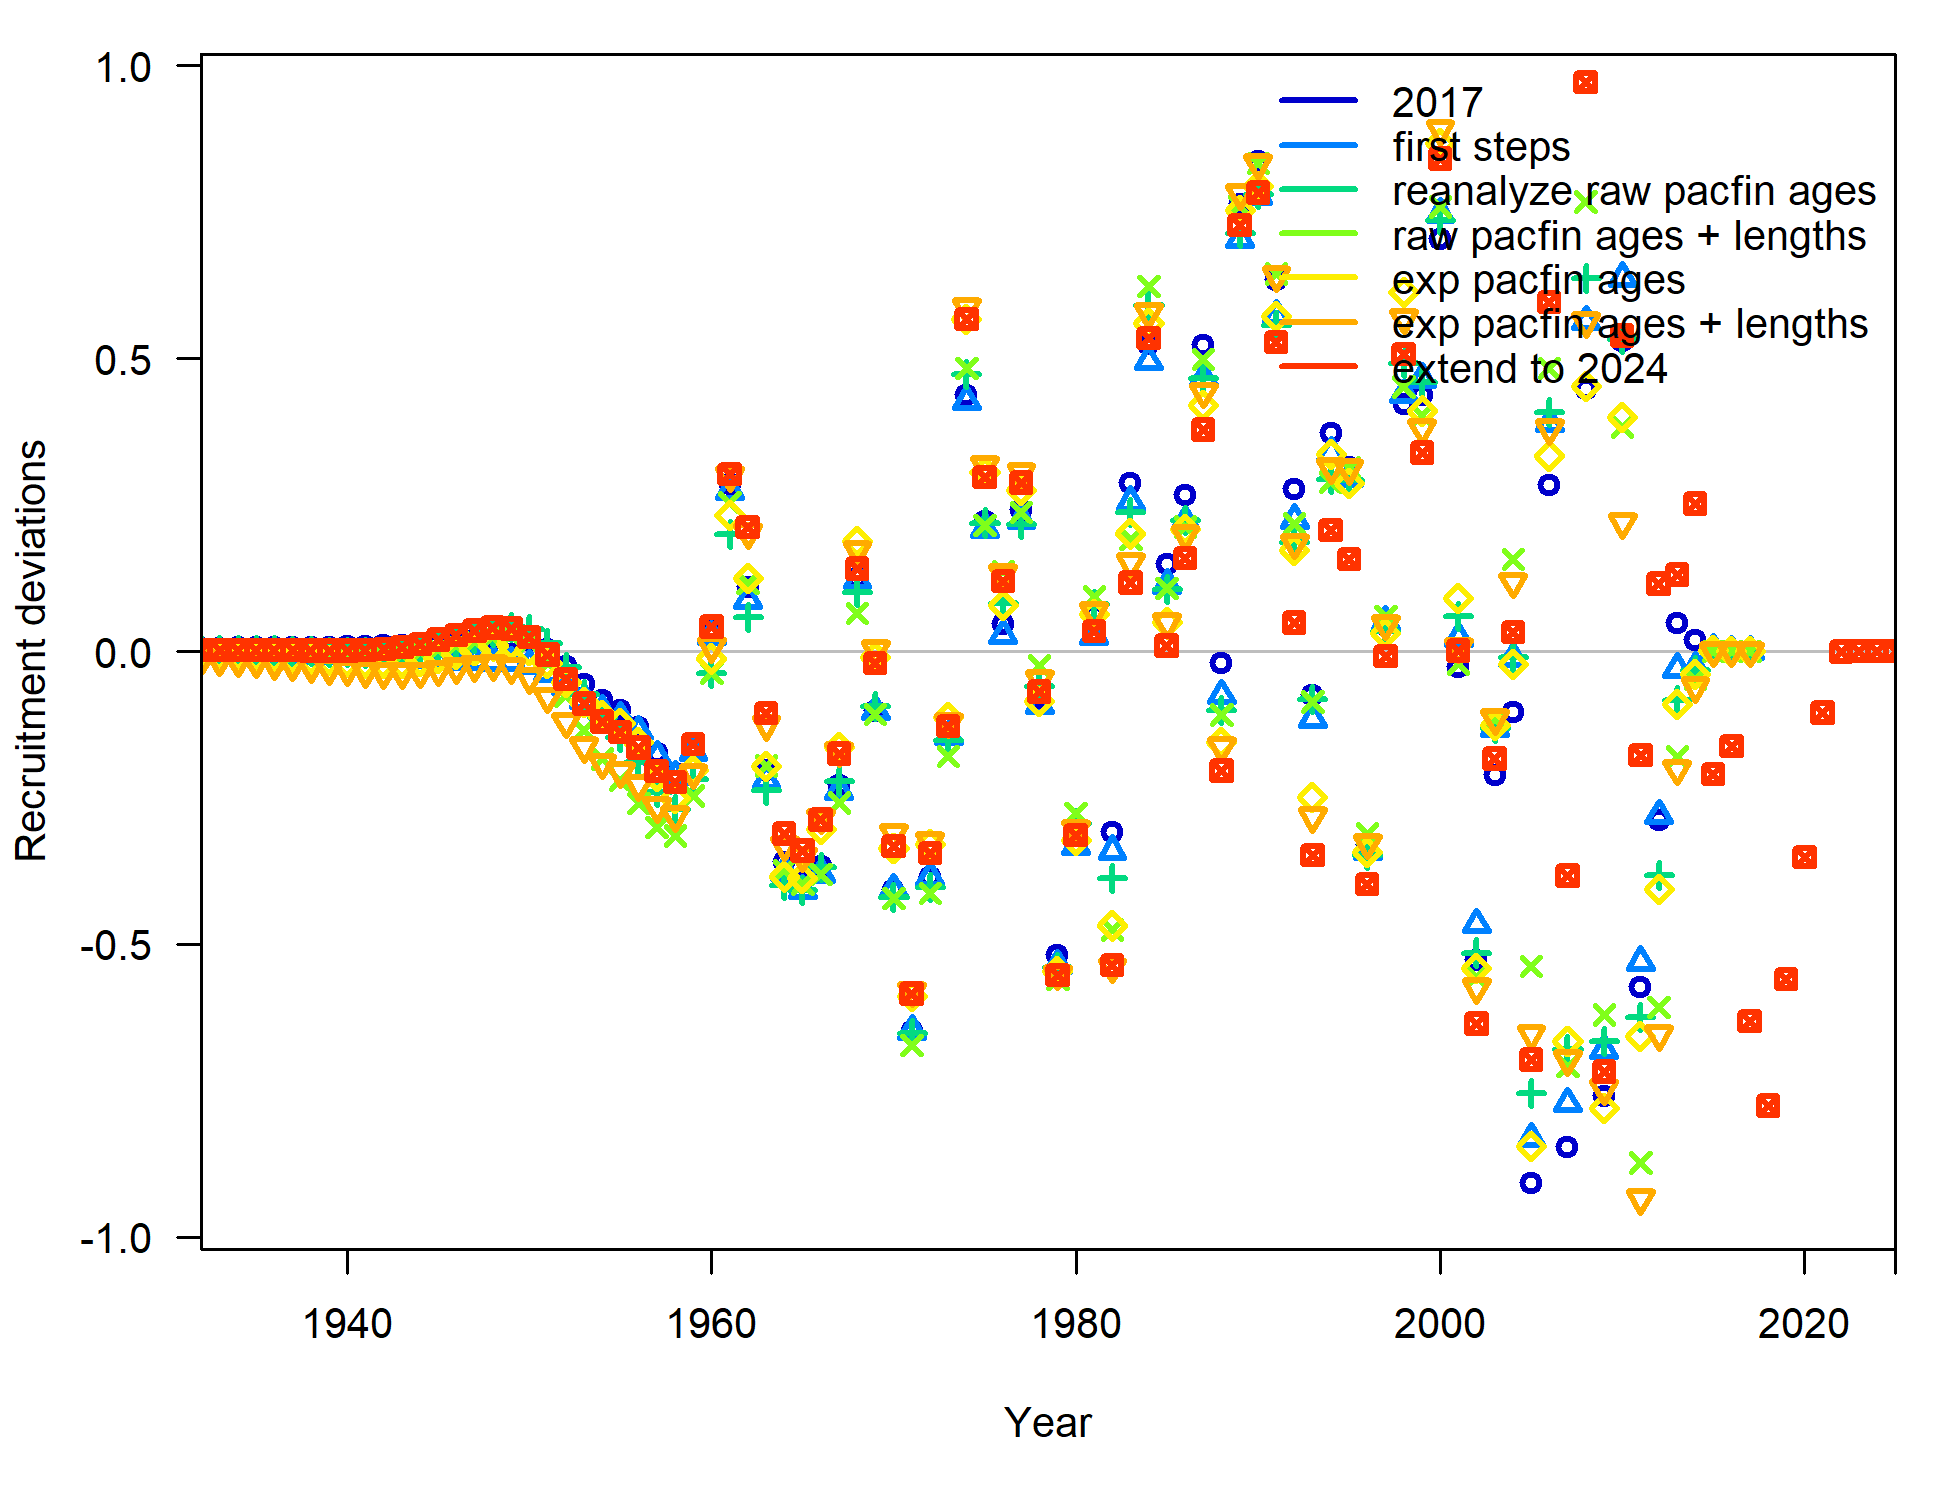 1.0
0.5
0.0
-0.5
-1.0
Recruitment deviations
2017
first steps
reanalyze raw pacfin ages
raw pacfin ages + lengths
exp pacfin ages
exp pacfin ages + lengths
extend to 2024
1940 1960 1980 2000 2020
Year